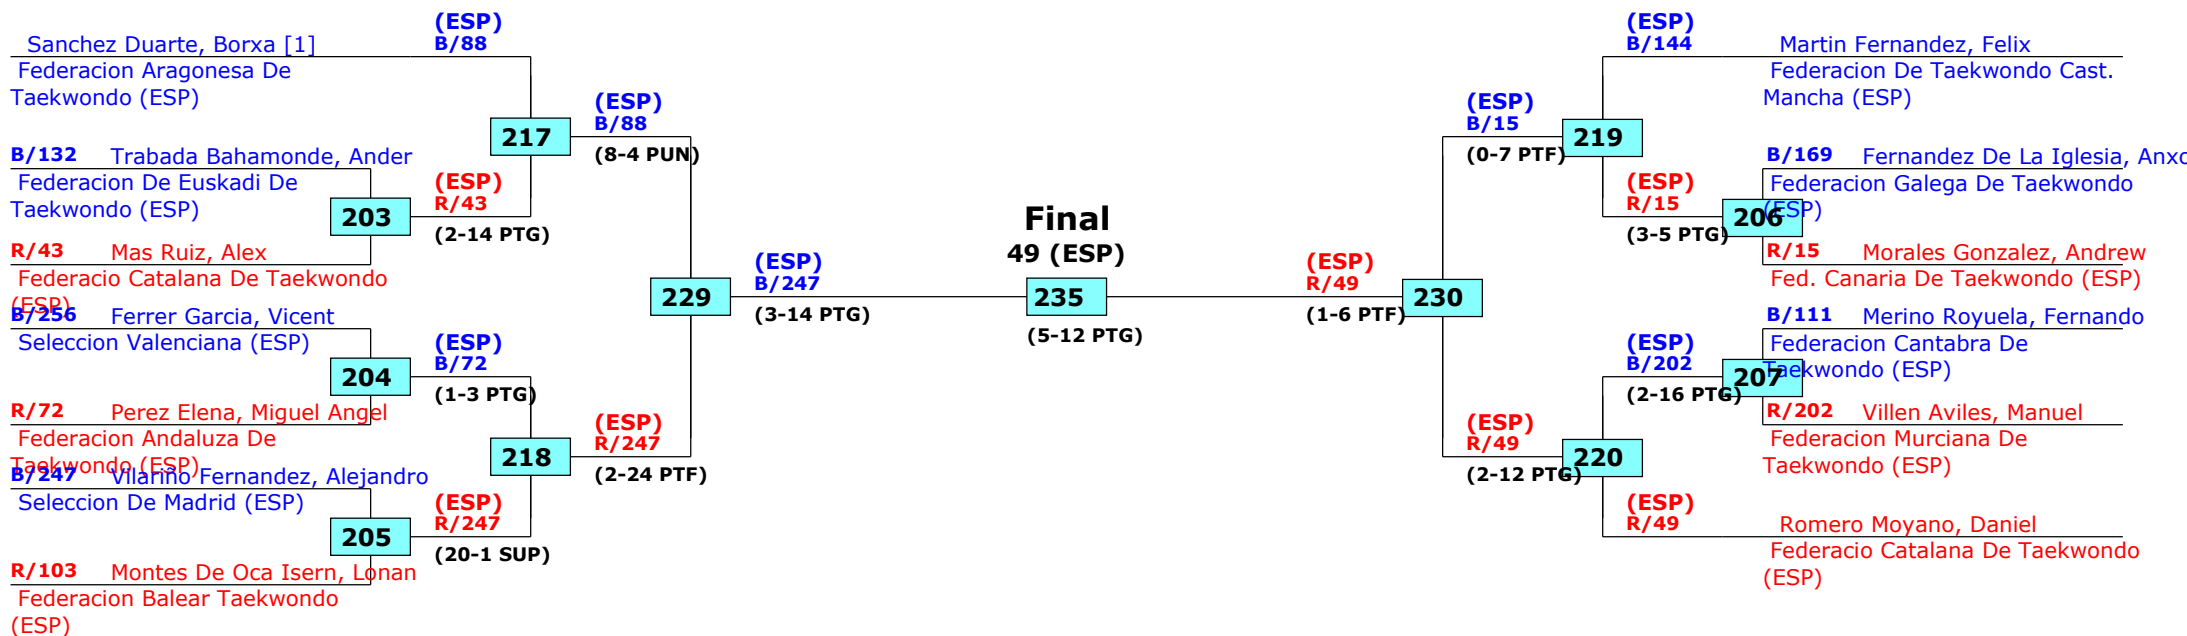 (ESP)
B/88
Sanchez Duarte, Borxa [1]
Federacion Aragonesa De
Taekwondo (ESP)
B/132 Trabada Bahamonde, Ander
Federacion De Euskadi De
Taekwondo (ESP)
203
R/43 Mas Ruiz, Alex
Federacio Catalana De Taekwondo
(ESP)
(ESP)
R/43
(2-14 PTG)
217
(ESP)
B/88
(8-4 PUN)
B/256 Ferrer Garcia, Vicent
Seleccion Valenciana (ESP)
204
R/72 Perez Elena, Miguel Angel
Federacion Andaluza De
Taekwondo (ESP)
(ESP)
B/72
(1-3 PTG)
B/247 Vilariño Fernandez, Alejandro
Seleccion De Madrid (ESP)
205
R/103 Montes De Oca Isern, Lonan
Federacion Balear Taekwondo
(ESP)
(ESP)
R/247
(20-1 SUP)
218
(ESP)
R/247
(2-24 PTF)
229
(ESP)
B/247
(3-14 PTG)
Final
49 (ESP)
235
(5-12 PTG)
(ESP)
R/49
(1-6 PTF)
230
(ESP)
B/15
(0-7 PTF)
219
(ESP)
B/144
Martin Fernandez, Felix
Federacion De Taekwondo Cast.
Mancha (ESP)
B/169 Fernandez De La Iglesia, Anxo
Federacion Galega De Taekwondo
(ESP)
206
(ESP)
R/15
(3-5 PTG)
R/15 Morales Gonzalez, Andrew
Fed. Canaria De Taekwondo (ESP)
B/111 Merino Royuela, Fernando
Federacion Cantabra De
Taekwondo (ESP)
207
(ESP)
B/202
(2-16 PTG)
R/202 Villen Aviles, Manuel
Federacion Murciana De
Taekwondo (ESP)
(ESP)
R/49
(2-12 PTG)
220
(ESP)
R/49
Romero Moyano, Daniel
Federacio Catalana De Taekwondo
(ESP)